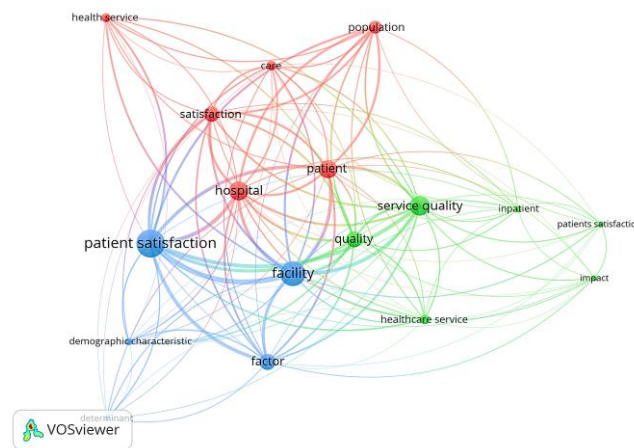 health service
population
care
satisfaction
patient
hospital
service quality
inpatient
patients satisfactio
patient satisfaction
quality
facility
impact
healthcare service
demographic characteristic
factor
determinant
VOSviewer